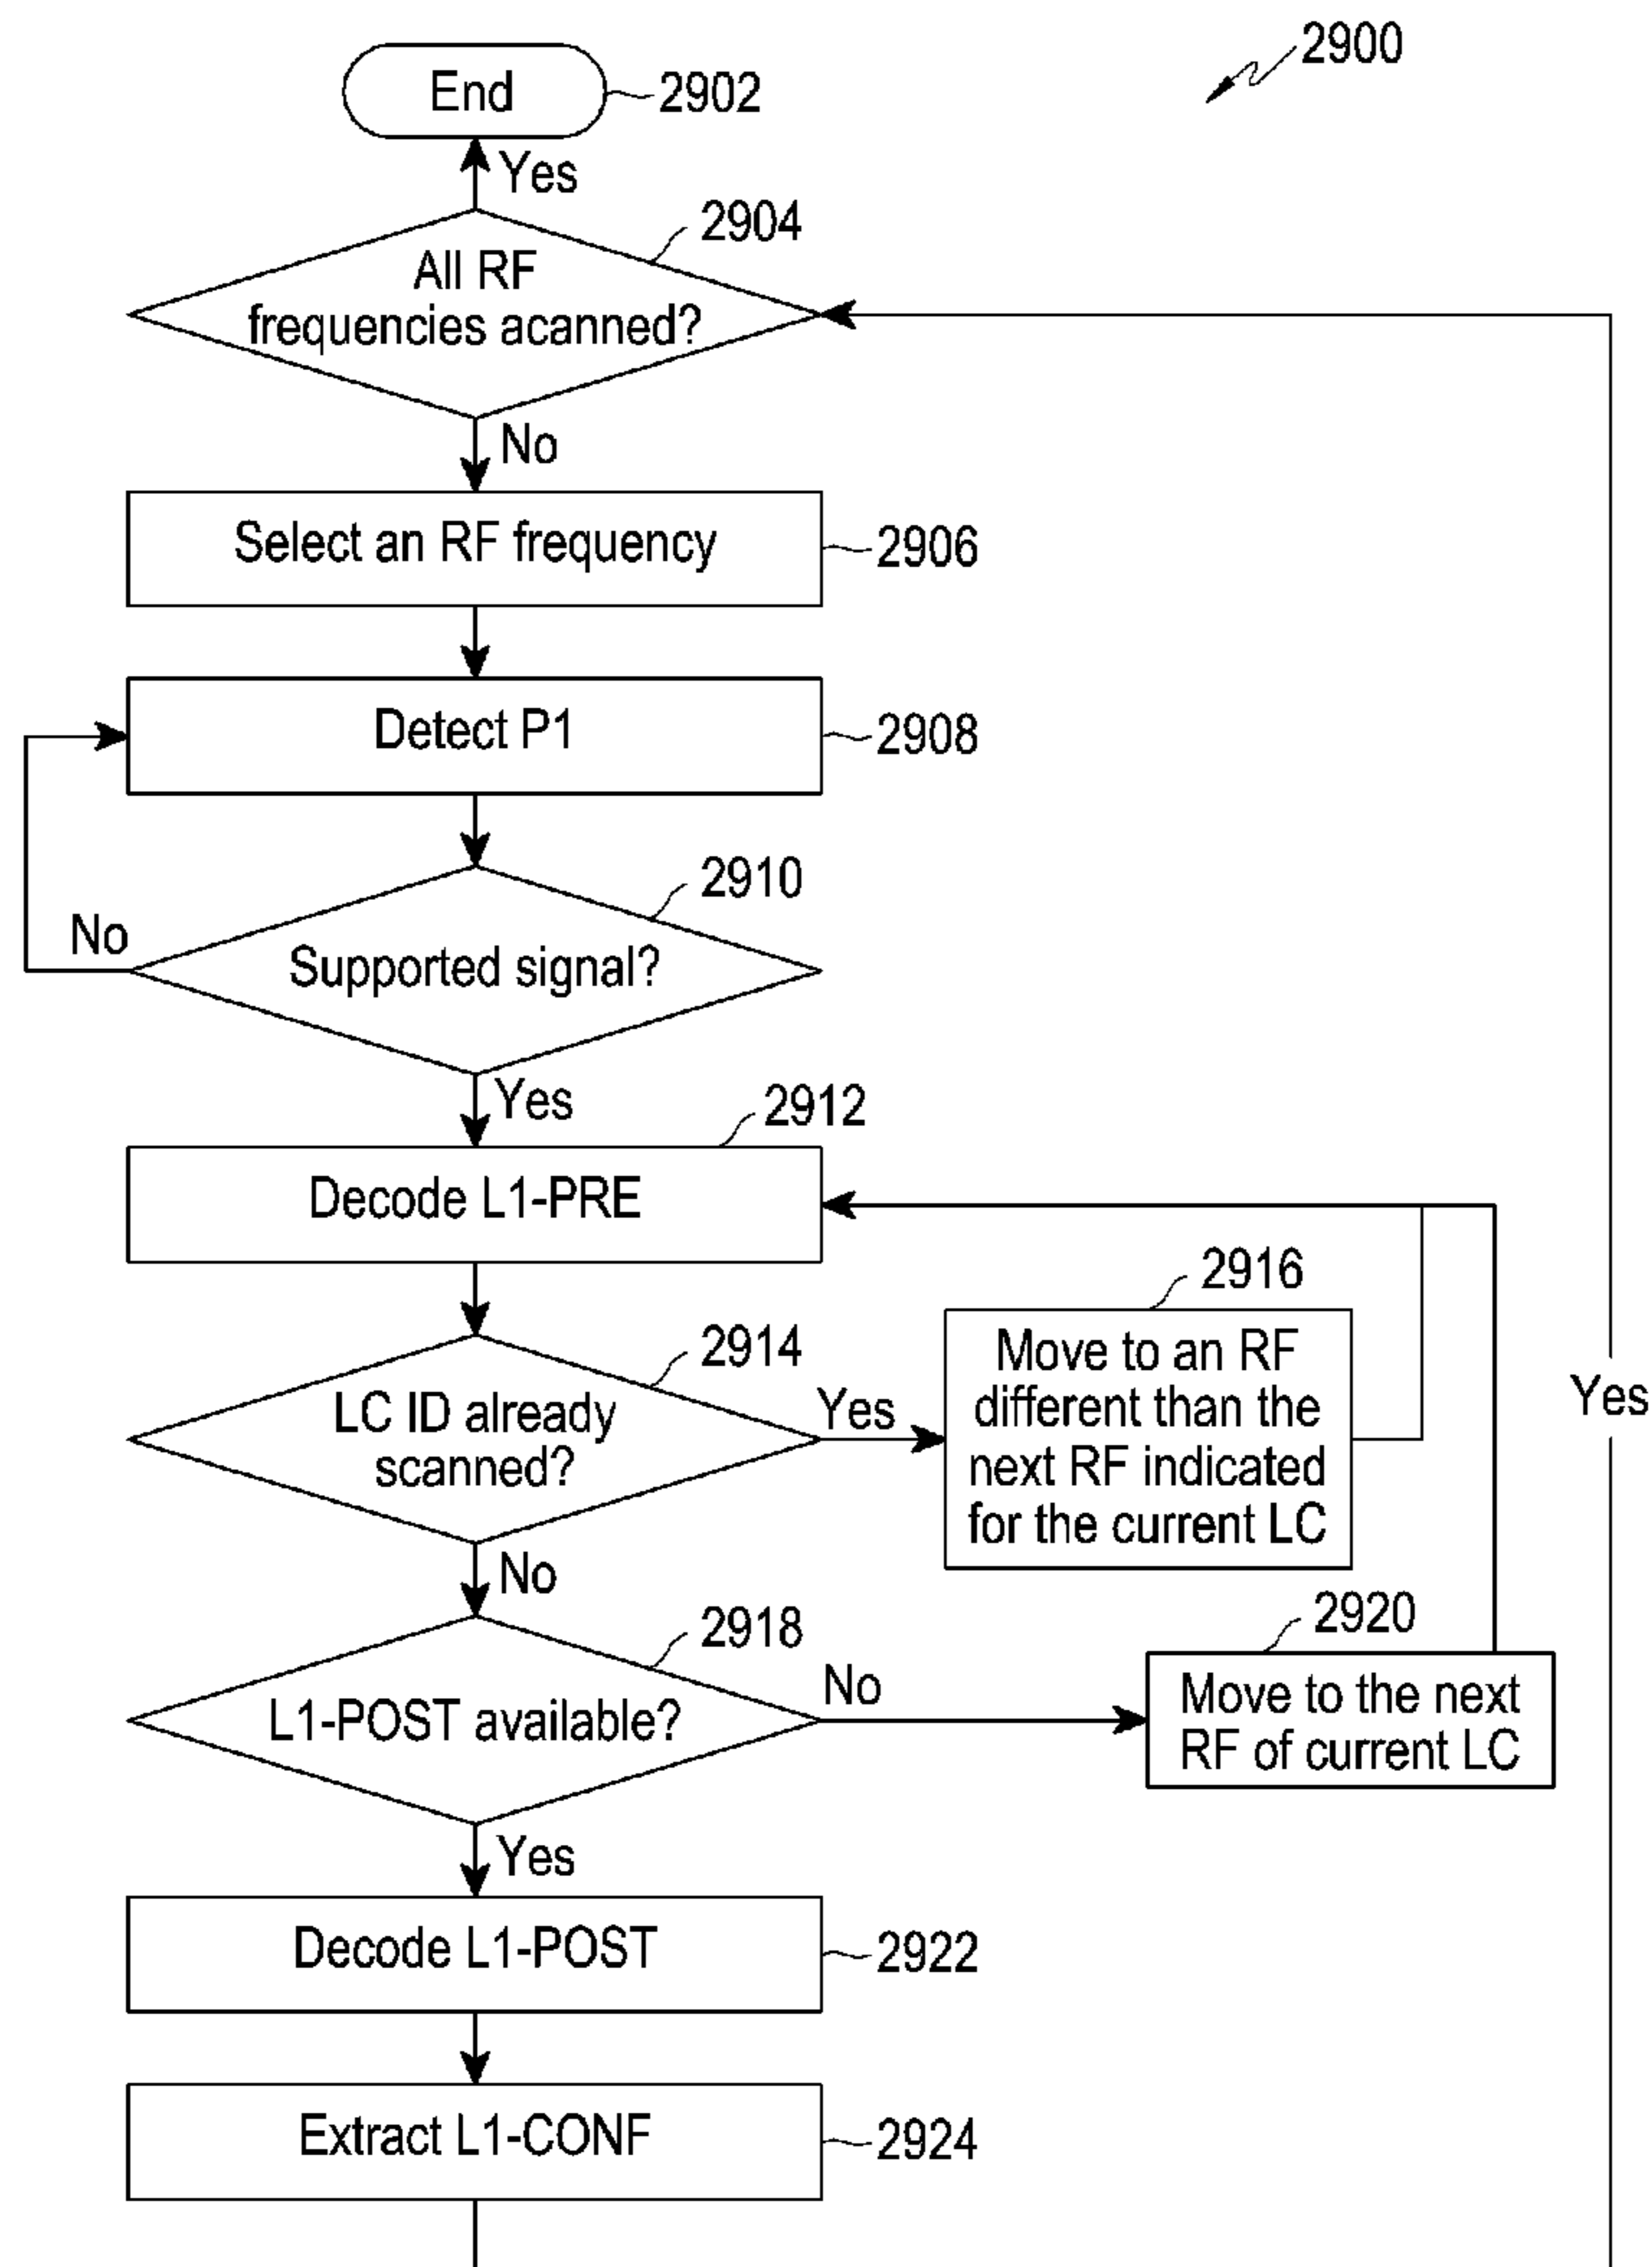 2900
End
2902
Yes
2904
All RF
frequencies acanned?
No
Select an RF frequency
2906
Detect P1
2908
2910
No
Supported signal?
Yes
2912
Decode L1-PRE
2916
2914
Move to an RF
different than the
next RF indicated
for the current LC
Yes
LC ID already
scanned?
Yes
No
2918
2920
L1-POST available?
No
Move to the next
RF of current LC
Yes
Decode L1-POST
2922
Extract L1-CONF
2924